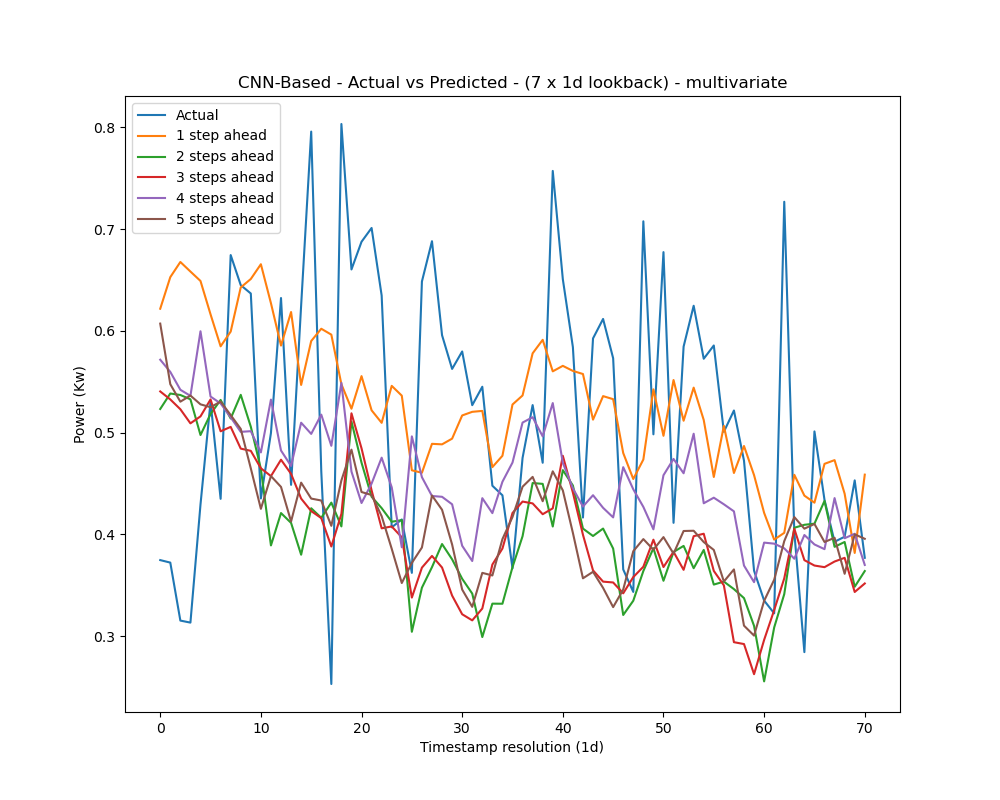 CNN-Based - Actual vs Predicted - (7 x 1d lookback) - multivariate
Actual
1 step ahead
2 steps ahead
3 steps ahead
4 steps ahead
5 steps ahead
0.8
0.7
0.6
0.5
0.4
0.3
Power (Kw)
0 10 20 30 40 50 60 70
Timestamp resolution (1d)